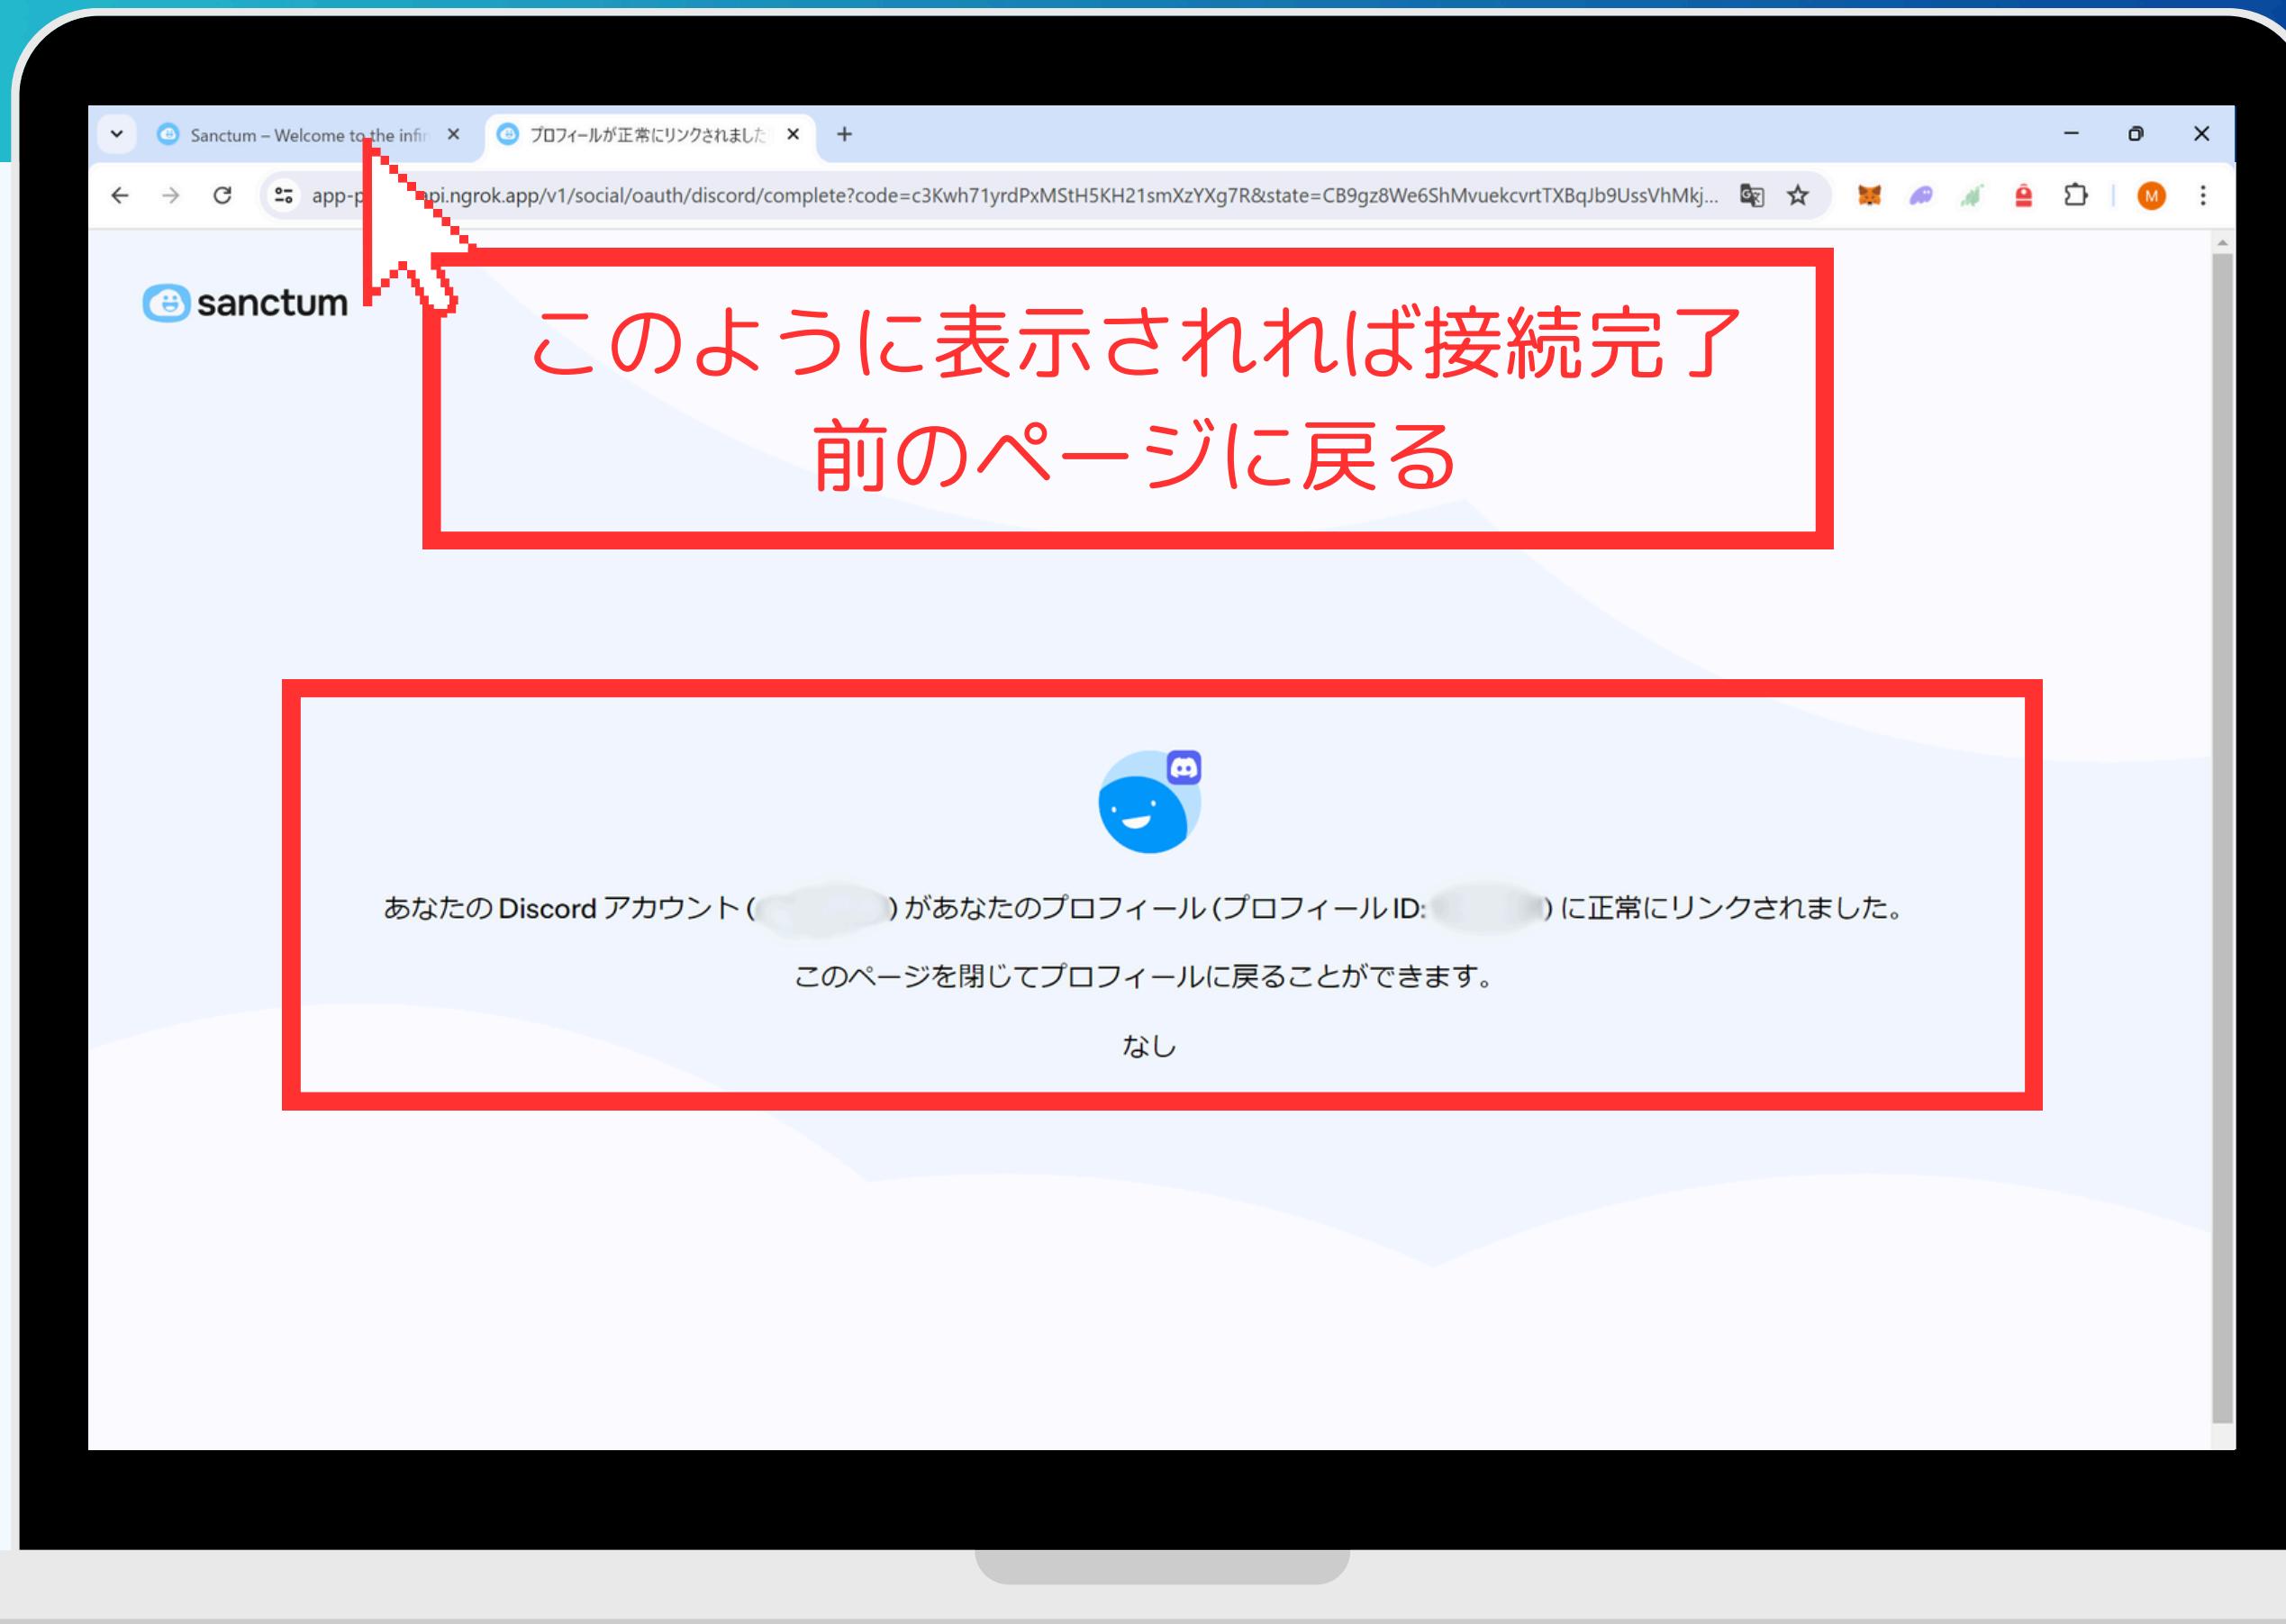 Sanctum – Welcome to the infin
プロフィールが正常にリンクされました
app-p api.ngrok.app/v1/social/oauth/discord/complete?code=c3Kwh71yrdPxMStH5KH21smXzYXg7R&state=CB9gz8We6ShMvuekcvrtTXBqJb9UssVhMkj...
M
sanctum
このように表示されれば接続完了
前のページに戻る
あなたの Discord アカウント ( ) があなたのプロフィール (プロフィール ID: ) に正常にリンクされました。
このページを閉じてプロフィールに戻ることができます。
なし